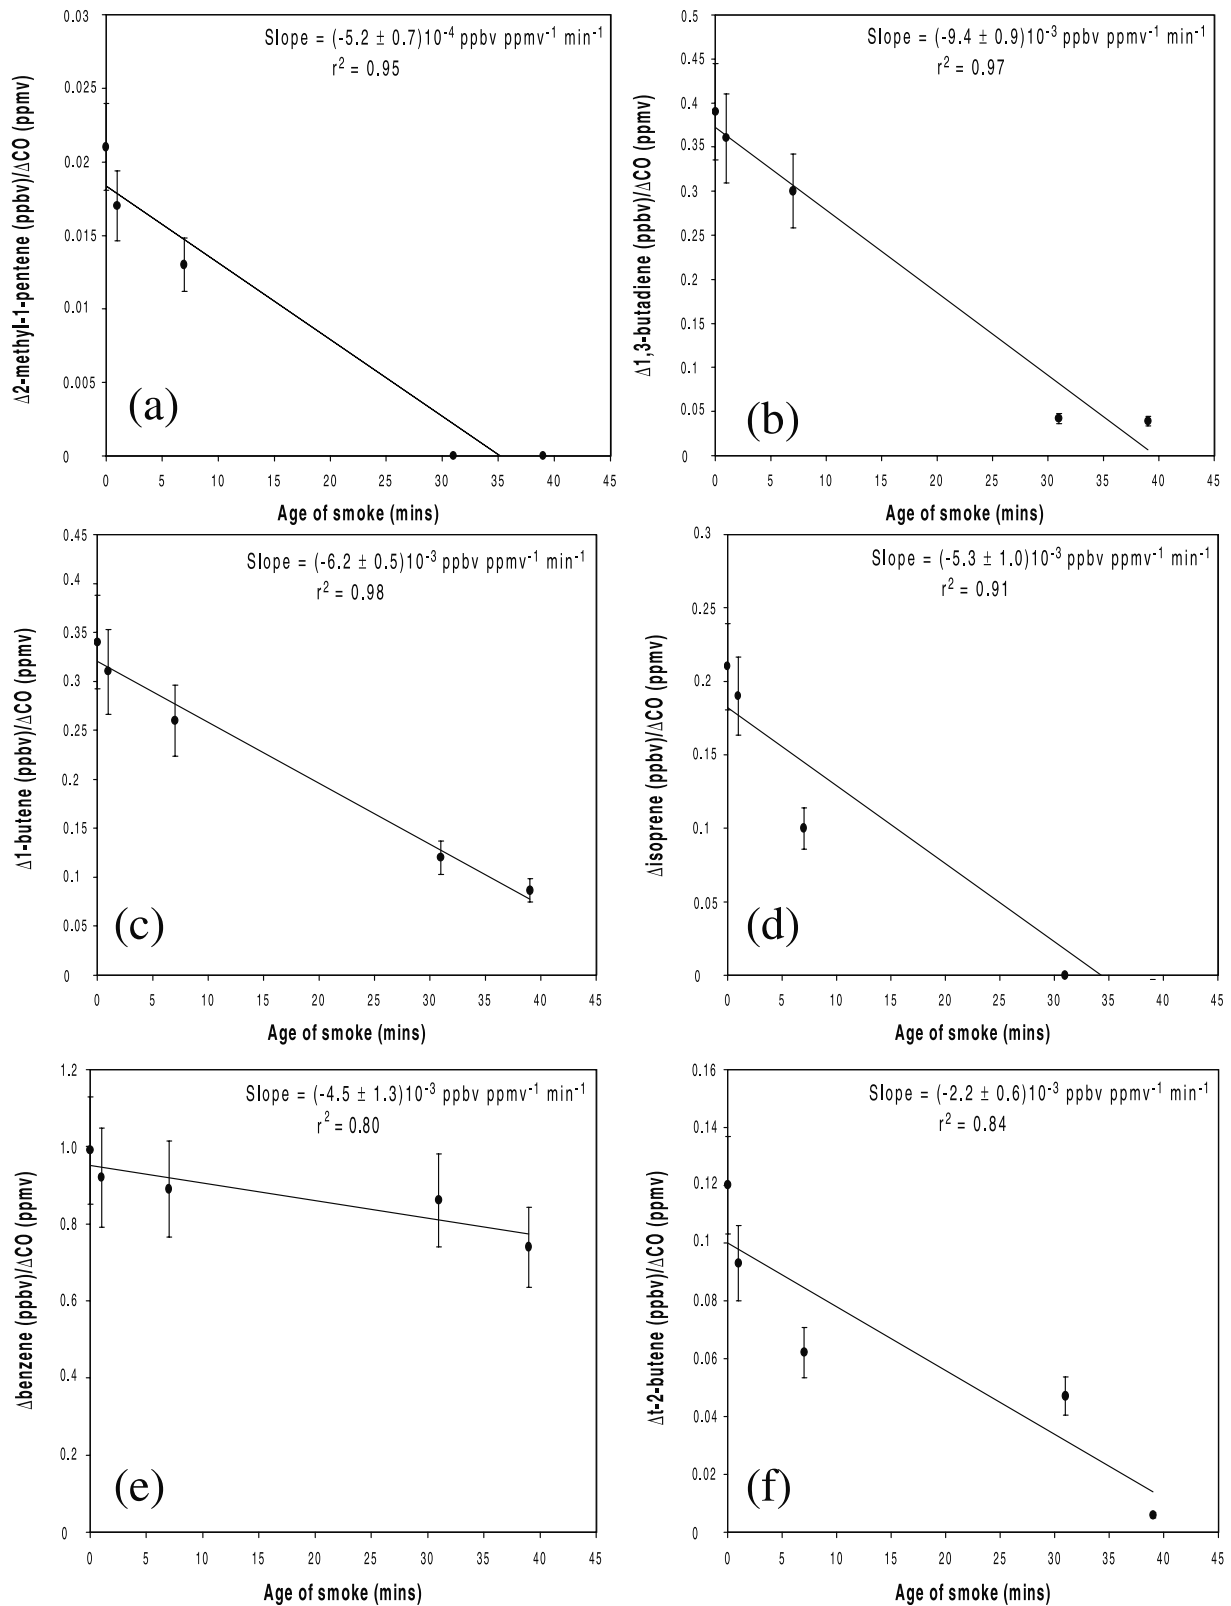 Slope = (-5.2 ± 0.7)10⁻⁴ ppbv ppmv⁻¹ min⁻¹
r² = 0.95
Δ2-methyl-1-pentene (ppbv)/ΔCO (ppmv)
0.03
0.025
0.02
0.015
0.01
0.005
0
(a)
0 5 10 15 20 25 30 35 40 45
Age of smoke (mins)
Slope = (-9.4 ± 0.9)10⁻³ ppbv ppmv⁻¹ min⁻¹
r² = 0.97
Δ1,3-butadiene (ppbv)/ΔCO (ppmv)
0.5
0.45
0.4
0.35
0.3
0.25
0.2
0.15
0.1
0.05
0
(b)
0 5 10 15 20 25 30 35 40 45
Age of smoke (mins)
Slope = (-6.2 ± 0.5)10⁻³ ppbv ppmv⁻¹ min⁻¹
r² = 0.98
Δ1-butene (ppbv)/ΔCO (ppmv)
0.45
0.4
0.35
0.3
0.25
0.2
0.15
0.1
0.05
0
(c)
0 5 10 15 20 25 30 35 40 45
Age of smoke (mins)
Slope = (-5.3 ± 1.0)10⁻³ ppbv ppmv⁻¹ min⁻¹
r² = 0.91
Δisoprene (ppbv)/ΔCO (ppmv)
0.3
0.25
0.2
0.15
0.1
0.05
0
(d)
0 5 10 15 20 25 30 35 40 45
Age of smoke (mins)
Slope = (-4.5 ± 1.3)10⁻³ ppbv ppmv⁻¹ min⁻¹
r² = 0.80
Δbenzene (ppbv)/ΔCO (ppmv)
1.2
1.0
0.8
0.6
0.4
0.2
0
(e)
0 5 10 15 20 25 30 35 40 45
Age of smoke (mins)
Slope = (-2.2 ± 0.6)10⁻³ ppbv ppmv⁻¹ min⁻¹
r² = 0.84
Δt-2-butene (ppbv)/ΔCO (ppmv)
0.16
0.14
0.12
0.1
0.08
0.06
0.04
0.02
0
(f)
0 5 10 15 20 25 30 35 40 45
Age of smoke (mins)